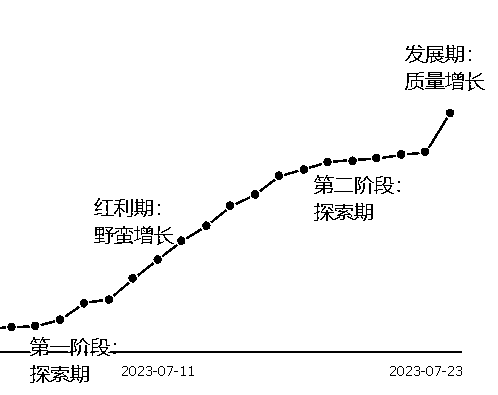 发展期：
质量增长
第二阶段：
探索期
红利期：
野蛮增长
第一阶段：
探索期
2023-07-11
2023-07-23